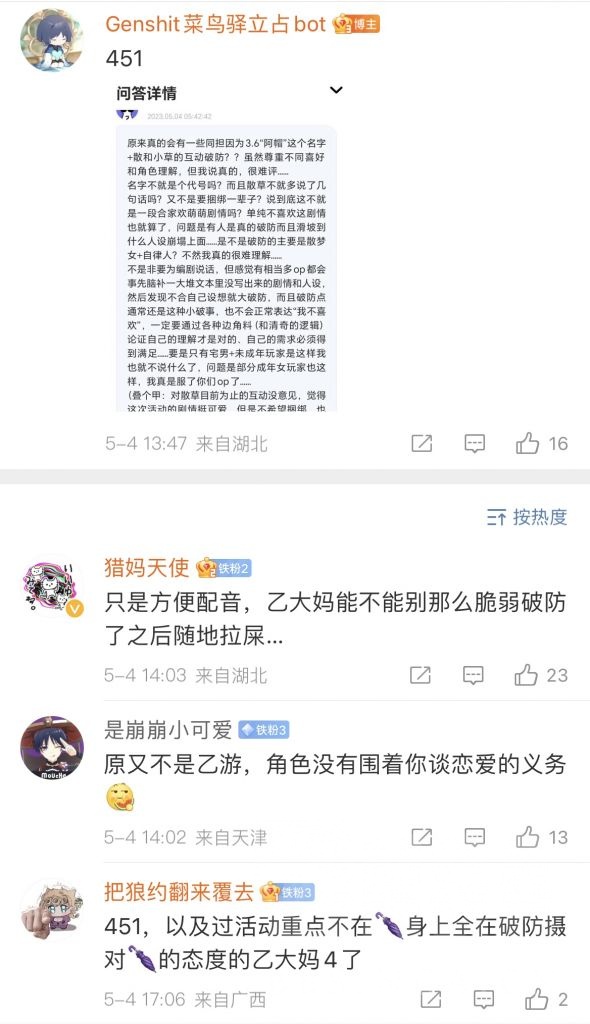 Genshit菜鸟驿立占bot 博主
451
问答详情
2023.05.04 05:42:42
原来真的会有一些同担因为3.6“阿帽”这个名字
+散和小草的互动破防？？虽然尊重不同喜好
和角色理解，但我说真的，很难评……
名字不就是个代号吗？而且散草不就多说了几
句话吗？又不是要捆绑一辈子？说到底这不就
是一段合家欢萌萌剧情吗？单纯不喜欢这剧情
也就算了，问题是有人是真的破防而且滑坡到
什么人设崩塌上面……是不是破防的主要是散梦
女+自律人？不然我真的很难理解……
不是非要为编剧说话，但感觉有相当多op都会
事先脑补一大堆文本里没写出来的剧情和人设，
然后发现不合自己设想就大破防，而且破防点
通常还是这种小破事，也不会正常表达“我不喜
欢”，一定要通过各种边角料（和清奇的逻辑）
论证自己的理解才是对的、自己的需求必须得
到满足……要是只有宅男+未成年玩家是这样我
也就不说什么了，问题是部分成年女玩家也这
样，我真是服了你们op了……
（叠个甲：对散草目前为止的互动没意见，觉得
这次活动的剧情挺可爱，但是不希望捆绑，也
5-4 13:47 来自湖北
16
按热度
猎妈天使 铁粉2
只是方便配音，乙大妈能不能别那么脆弱破防
了之后随地拉屎...
5-4 14:03 来自湖北
23
是崩崩小可爱 铁粉3
原又不是乙游，角色没有围着你谈恋爱的义务
5-4 14:02 来自天津
13
把狼约翻来覆去 铁粉3
451，以及过活动重点不在🌂身上全在破防摄
对🌂的态度的乙大妈4了
5-4 17:06 来自广西
2